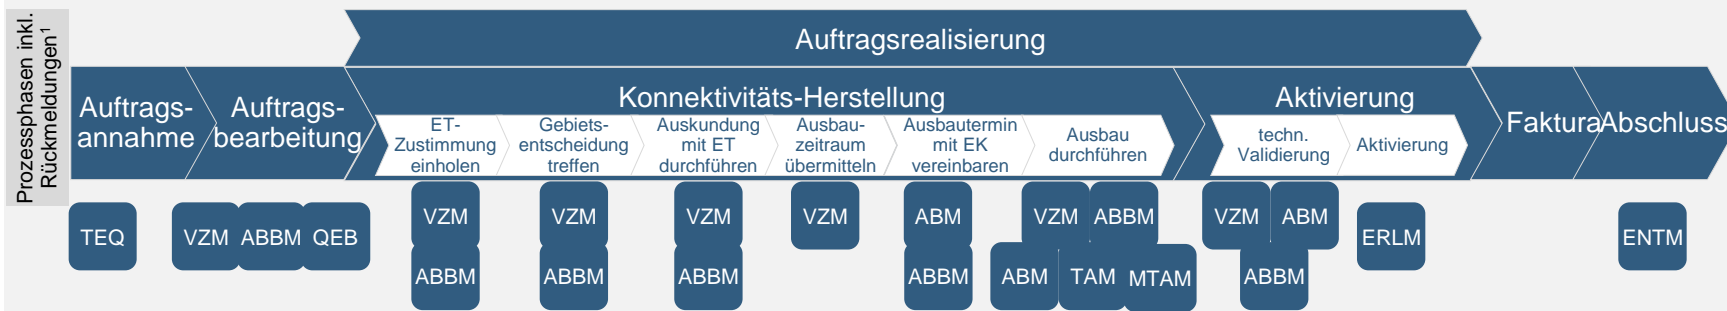 Prozessphasen inkl.
Rückmeldungen¹
Auftragsrealisierung
Auftrags-
annahme
Auftrags-
bearbeitung
Konnektivitäts-Herstellung
ET-
Zustimmung
einholen
Gebiets-
entscheidung
treffen
Auskundung
mit ET
durchführen
Ausbau-
zeitraum
übermitteln
Ausbautermin
mit EK
vereinbaren
Ausbau
durchführen
Aktivierung
techn.
Validierung
Aktivierung
Faktura
Abschluss
TEQ
VZM ABBM QEB
VZM
ABBM
VZM
ABBM
VZM
ABBM
VZM
ABM
ABBM
VZM ABBM
ABM TAM MTAM
VZM ABM
ABBM
ERLM
ENTM